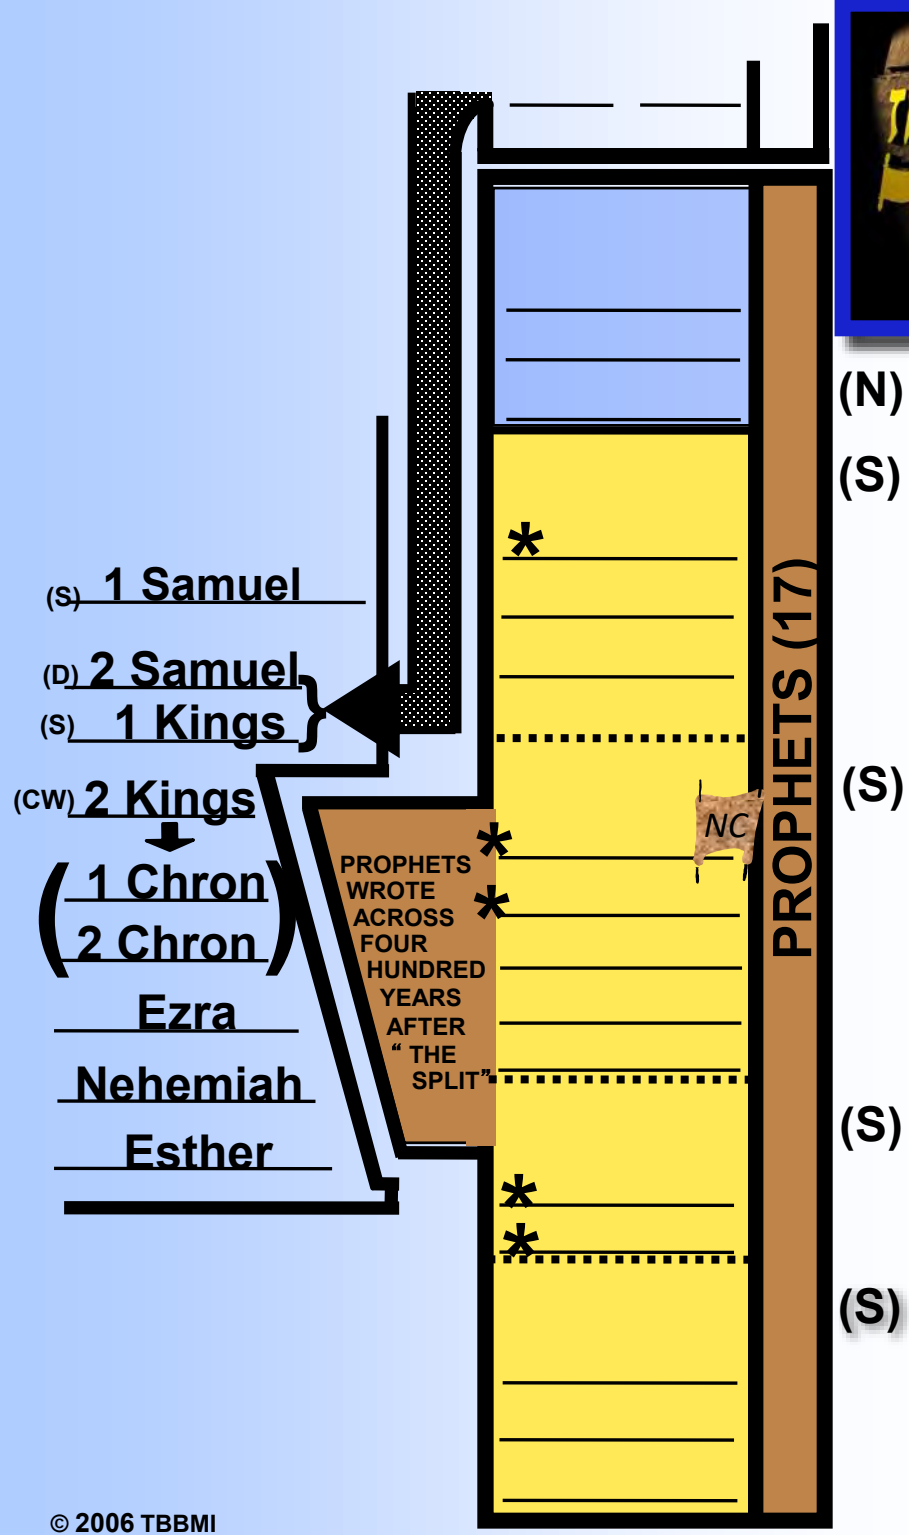 (S) 1 Samuel
(D) 2 Samuel
(S) 1 Kings
(CW) 2 Kings
1 Chron
2 Chron
Ezra
Nehemiah
Esther
PROPHETS
WROTE
ACROSS
FOUR
HUNDRED
YEARS
AFTER
“ THE
SPLIT”
*
*
*
*
*
NC
PROPHETS (17)
(N)
(S)
(S)
(S)
(S)
© 2006 TBBMI